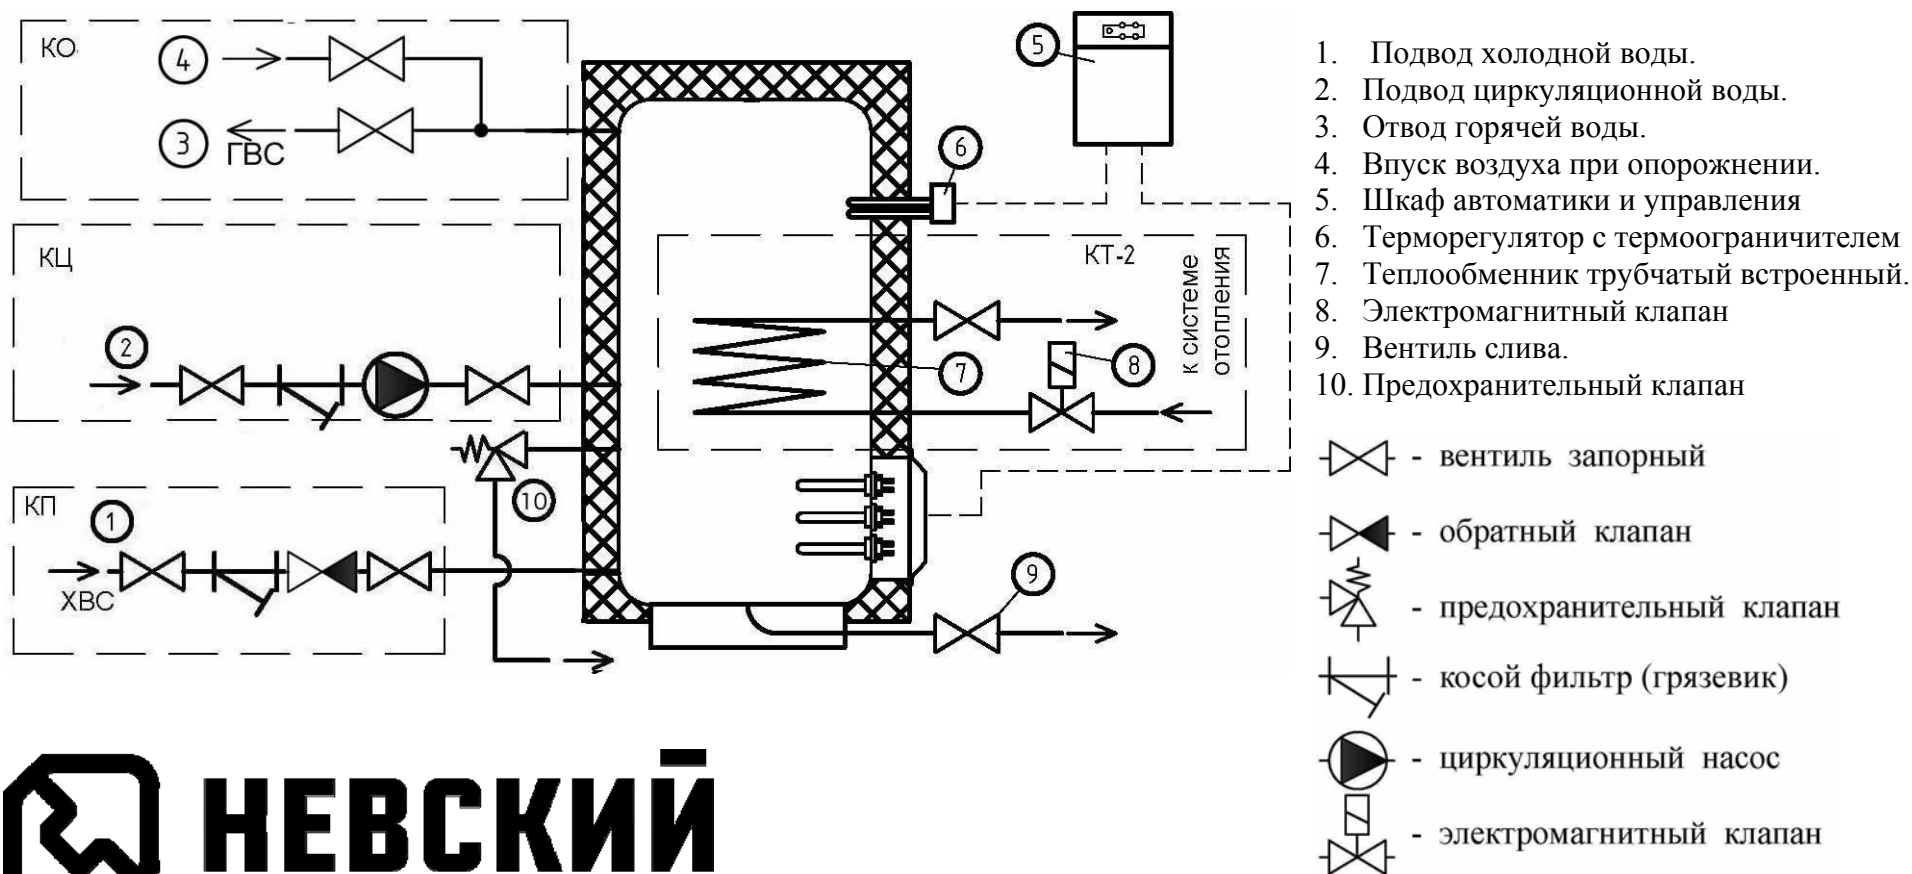 КО
4
3
ГВС
КЦ
2
КП
1
ХВС
10
5
6
КТ-2
к системе
отопления
7
8
9
1. Подвод холодной воды.
2. Подвод циркуляционной воды.
3. Отвод горячей воды.
4. Впуск воздуха при опорожнении.
5. Шкаф автоматики и управления
6. Терморегулятор с термоограничителем
7. Теплообменник трубчатый встроенный.
8. Электромагнитный клапан
9. Вентиль слива.
10. Предохранительный клапан
- вентиль запорный
- обратный клапан
- предохранительный клапан
- косой фильтр (грязевик)
- циркуляционный насос
- электромагнитный клапан
НЕВСКИЙ